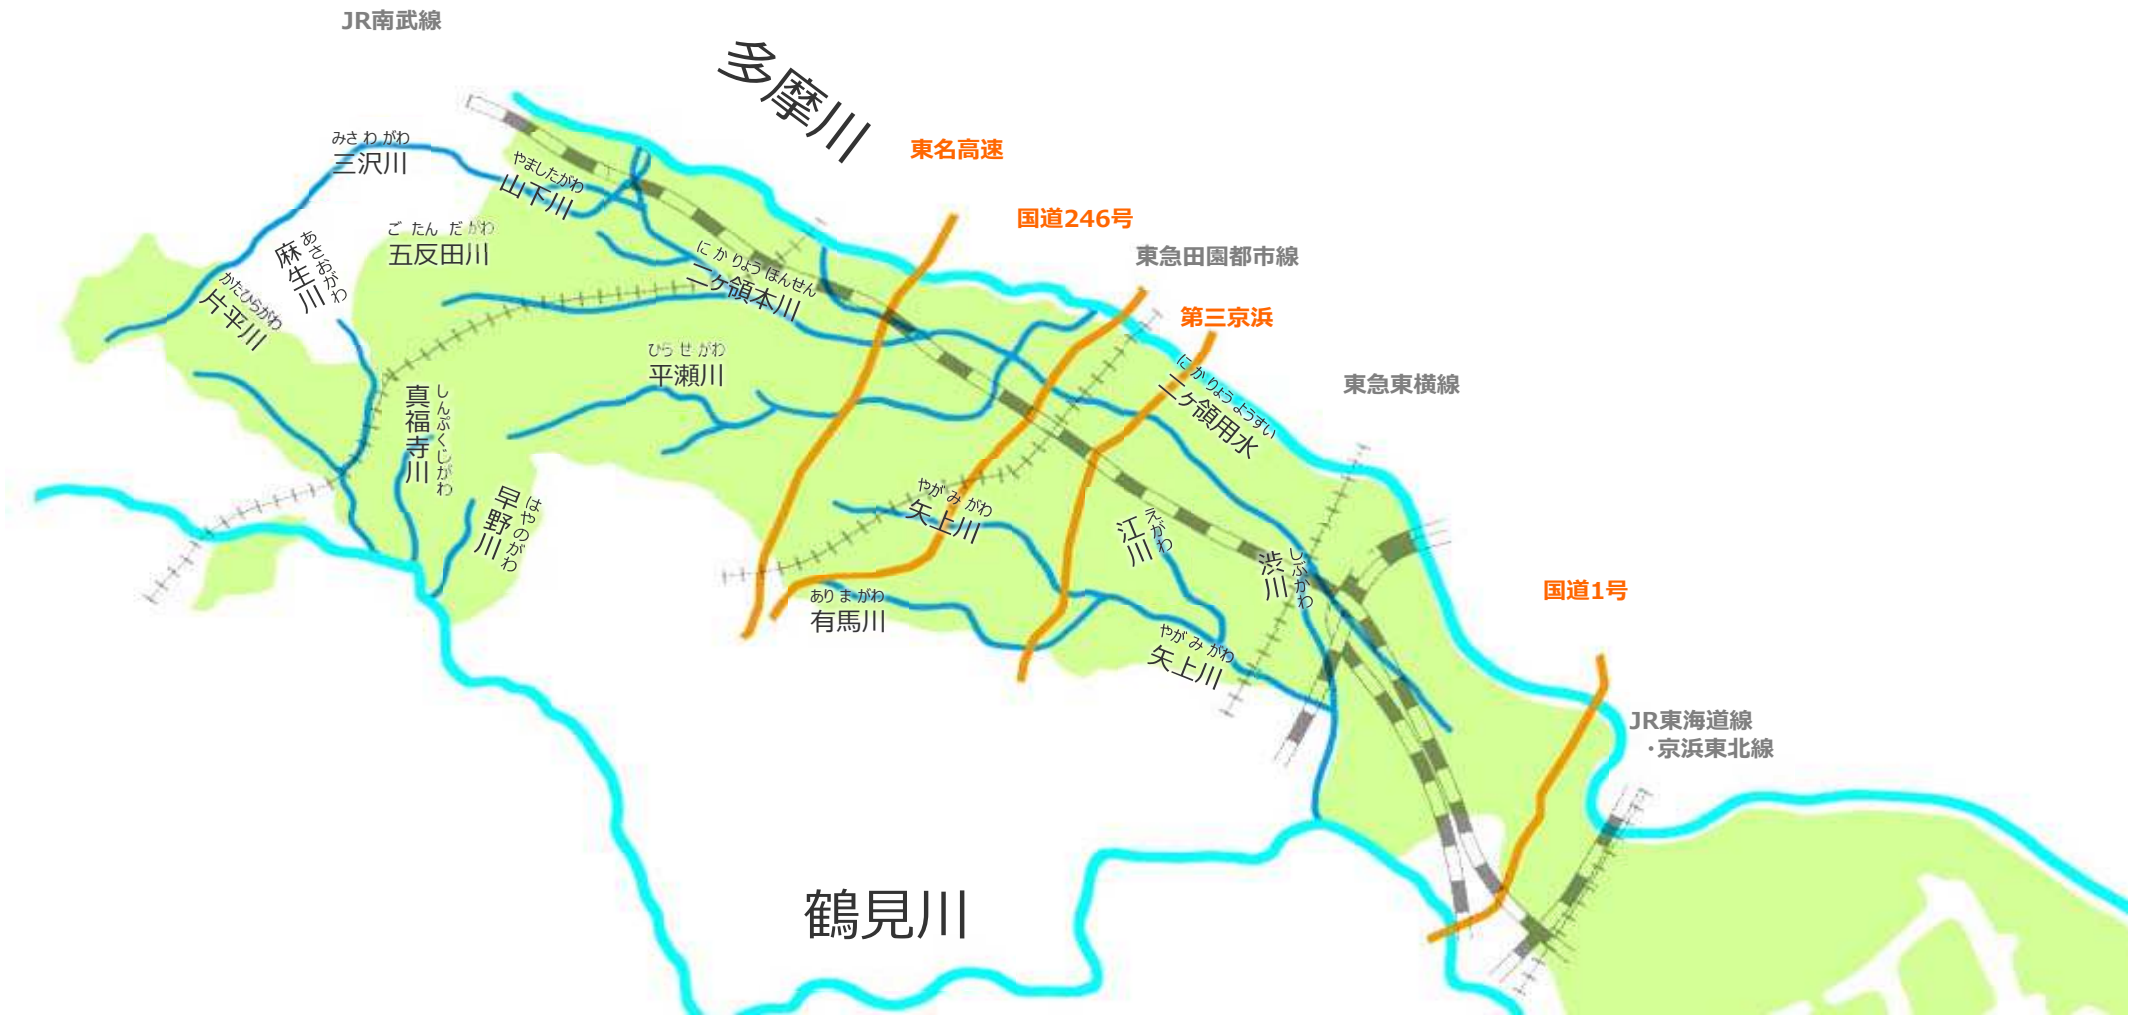 JR南武線
多摩川
東名高速
みさ わ がわ
三沢川
やましたがわ
山下川
国道246号
ご たん だ がわ
五反田川
東急田園都市線
あさおがわ
麻生川
に か りょう ほんせん
二ヶ領本川
かたひらがわ
片平川
第三京浜
ひら せ がわ
平瀬川
に か りょう ようすい
二ヶ領用水
東急東横線
しんぷくじがわ
真福寺川
はやのがわ
早野川
やが み がわ
矢上川
えがわ
江川
しぶがわ
渋川
あり ま がわ
有馬川
国道1号
やが み がわ
矢上川
JR東海道線
・京浜東北線
鶴見川